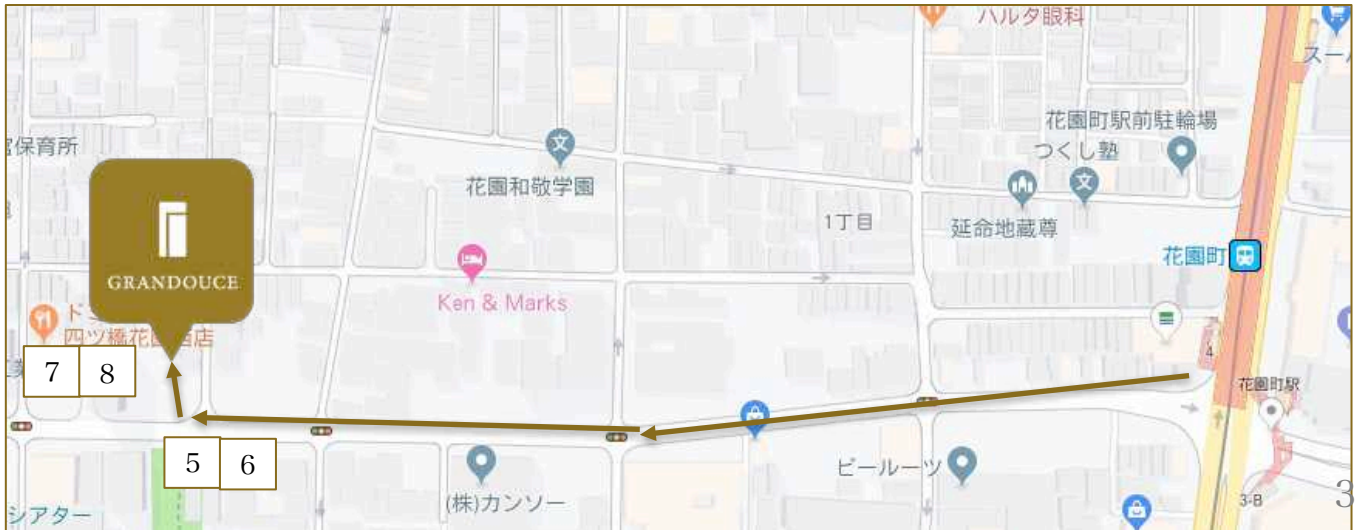 ハルタ眼科
スーパ
花園町駅前駐輪場
つくし塾
保育所
花園和敬学園
1丁目
延命地蔵尊
花園町
GRANDOUCE
Ken & Marks
四ツ橋花園
店
4
7 8
花園町駅
5 6
ビールーツ
(株)カンソー
シアター
3-B
3